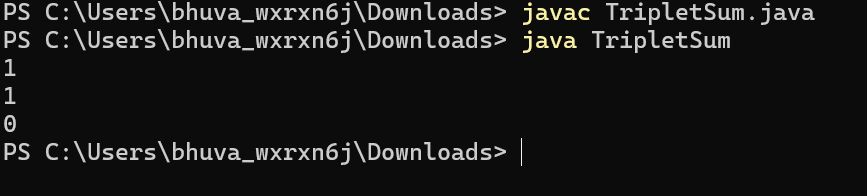 PS C:\Users\bhuva_wxrxn6j\Downloads> javac TripletSum.java
PS C:\Users\bhuva_wxrxn6j\Downloads> java TripletSum
1
1
0
PS C:\Users\bhuva_wxrxn6j\Downloads>